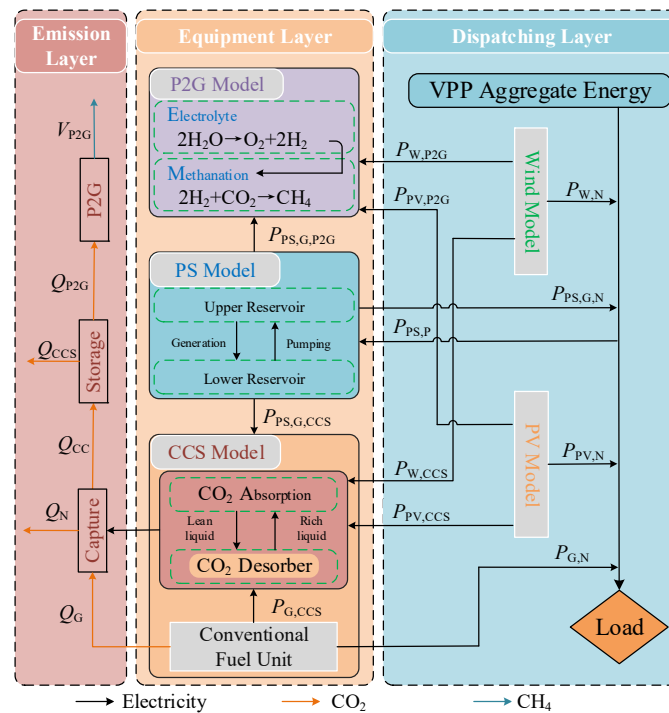 Emission
Layer
Equipment Layer
Dispatching Layer
V_P2G
P2G
Q_P2G
Q_CCS
Storage
Q_CC
Q_N
Capture
Q_G
P2G Model
Electrolyte
2H₂O→O₂+2H₂
Methanation
2H₂+CO₂→CH₄
P_PS,G,P2G
PS Model
Upper Reservoir
Generation
Pumping
Lower Reservoir
P_PS,G,CCS
CCS Model
CO₂ Absorption
Lean
liquid
Rich
liquid
CO₂ Desorber
P_G,CCS
Conventional
Fuel Unit
VPP Aggregate Energy
P_W,P2G
Wind Model
P_W,N
P_PV,P2G
P_PS,G,N
P_PS,P
PV Model
P_PV,N
P_W,CCS
P_PV,CCS
P_G,N
Load
Electricity
CO₂
CH₄